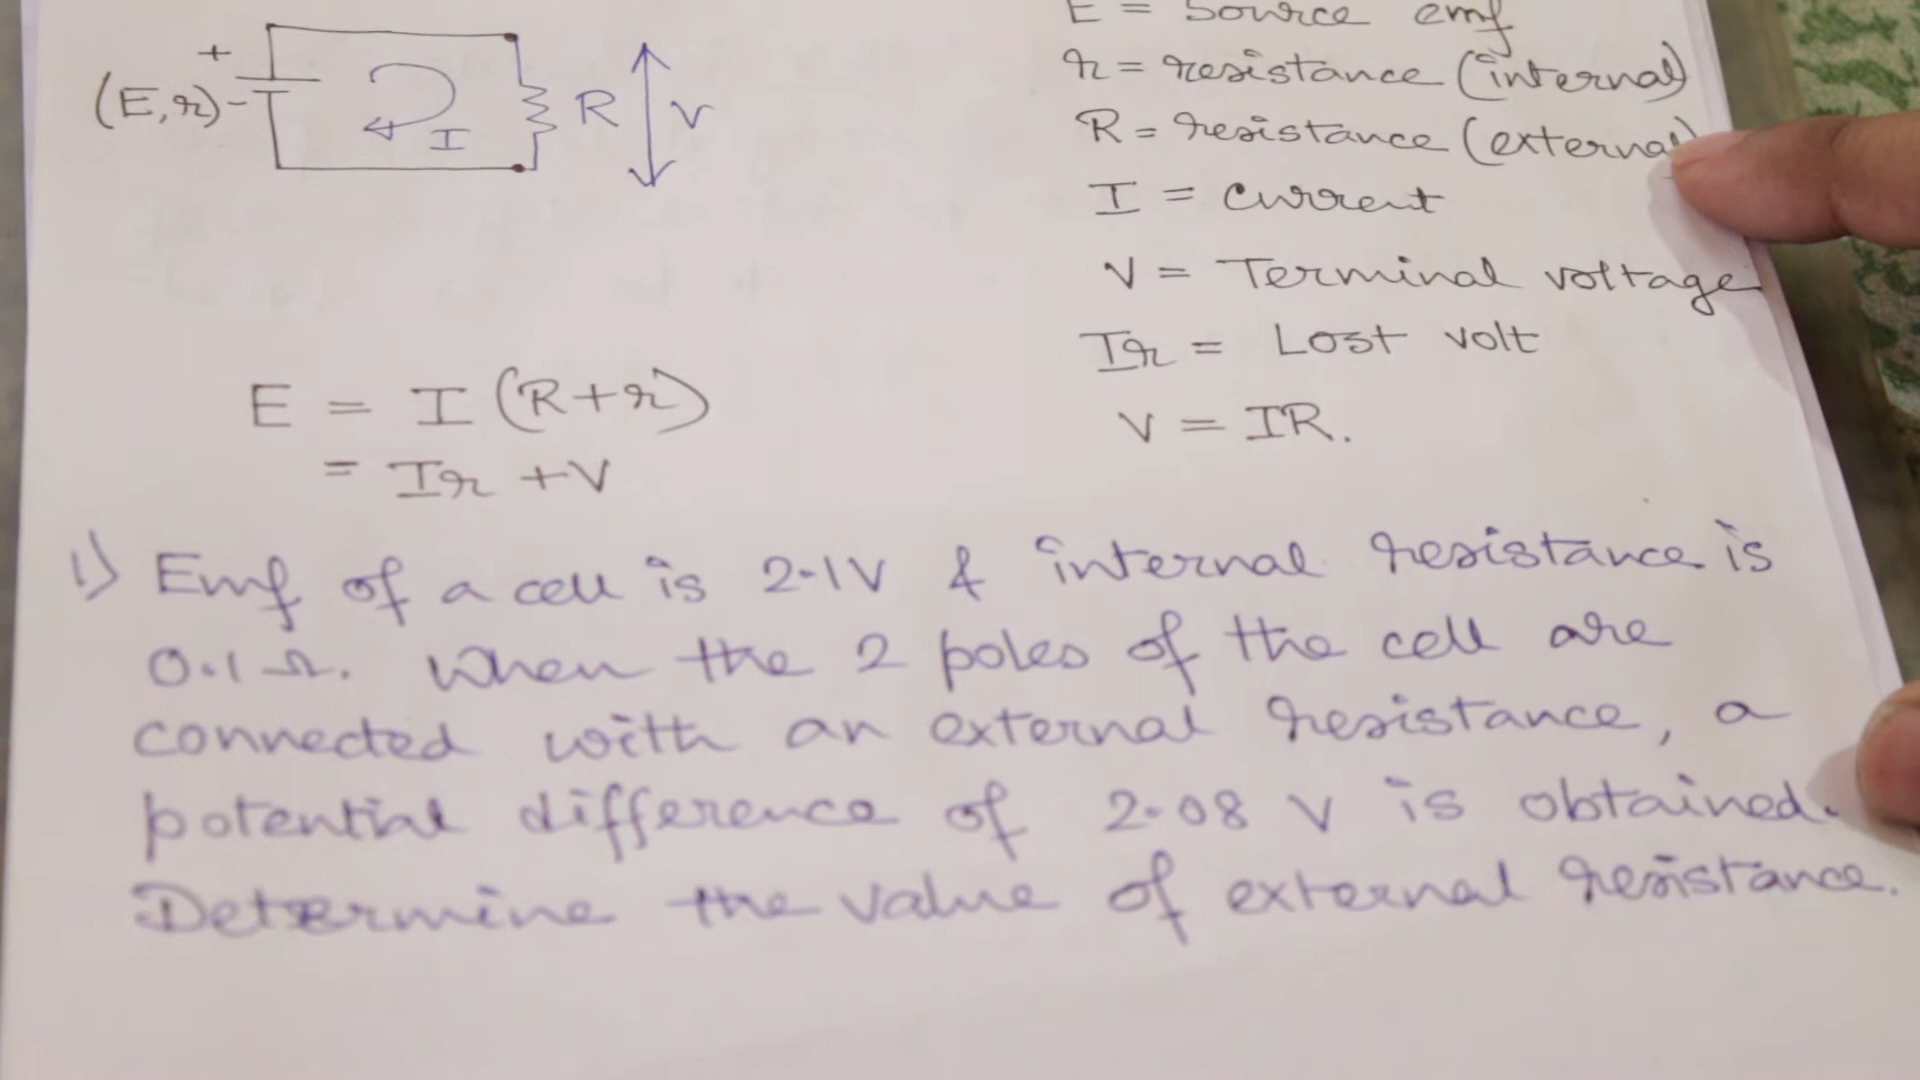 E = Source emf
+
(E,r)-
I
R
V
r = resistance (internal)
R = resistance (external)
I = current
V = Terminal voltage
Ir = Lost volt
V = IR.
E = I (R+r)
= Ir +V
1) Emf of a cell is 2.1V & internal resistance is
0.1Ω. When the 2 poles of the cell are
connected with an external resistance, a
potential difference of 2.08 V is obtained.
Determine the value of external resistance.